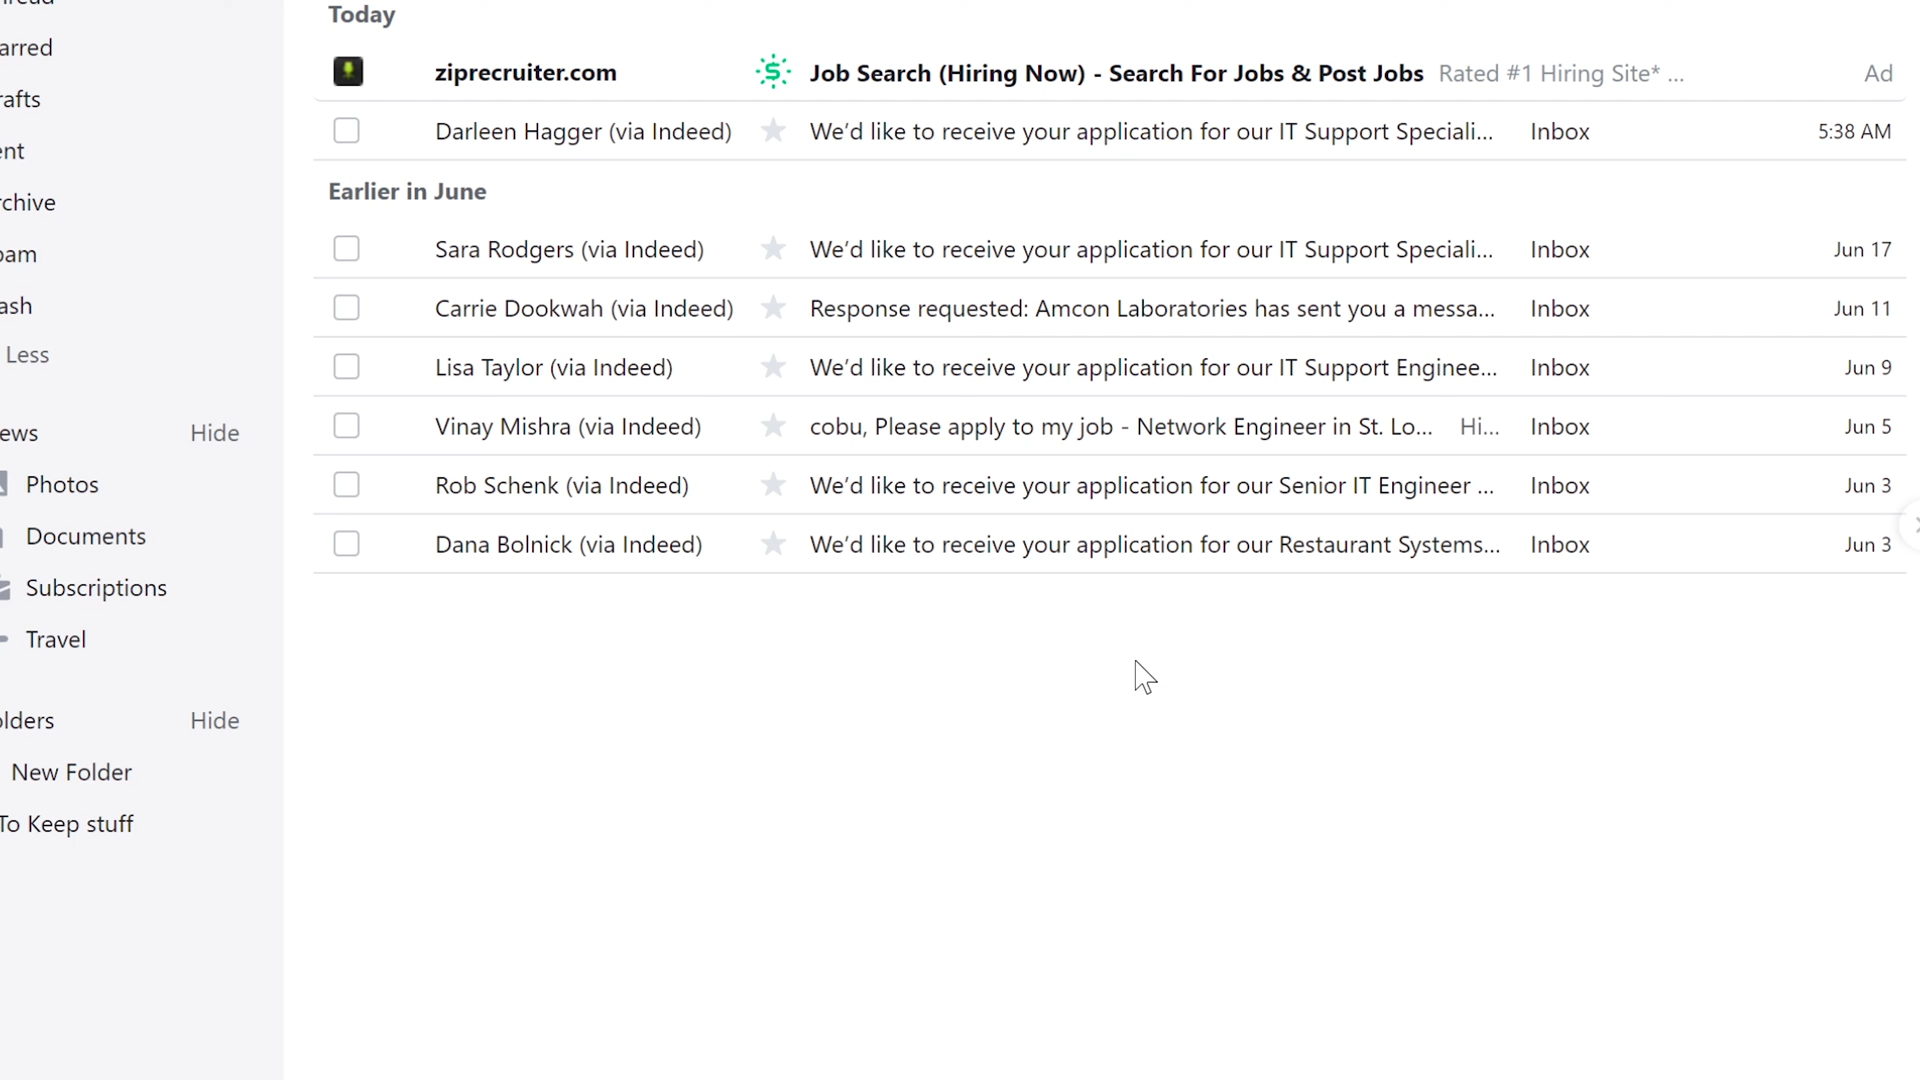 Today
arred
ziprecruiter.com Job Search (Hiring Now) - Search For Jobs & Post Jobs Rated #1 Hiring Site* ... Ad
rafts
Darleen Hagger (via Indeed) We'd like to receive your application for our IT Support Speciali... Inbox 5:38 AM
ent
Earlier in June
rchive
Sara Rodgers (via Indeed) We'd like to receive your application for our IT Support Speciali... Inbox Jun 17
pam
ash
Carrie Dookwah (via Indeed) Response requested: Amcon Laboratories has sent you a messa... Inbox Jun 11
Less
Lisa Taylor (via Indeed) We'd like to receive your application for our IT Support Enginee... Inbox Jun 9
ews Hide
Vinay Mishra (via Indeed) cobu, Please apply to my job - Network Engineer in St. Lo... Hi... Inbox Jun 5
Photos
Rob Schenk (via Indeed) We'd like to receive your application for our Senior IT Engineer ... Inbox Jun 3
Documents
Dana Bolnick (via Indeed) We'd like to receive your application for our Restaurant Systems... Inbox Jun 3
Subscriptions
Travel
olders Hide
New Folder
To Keep stuff